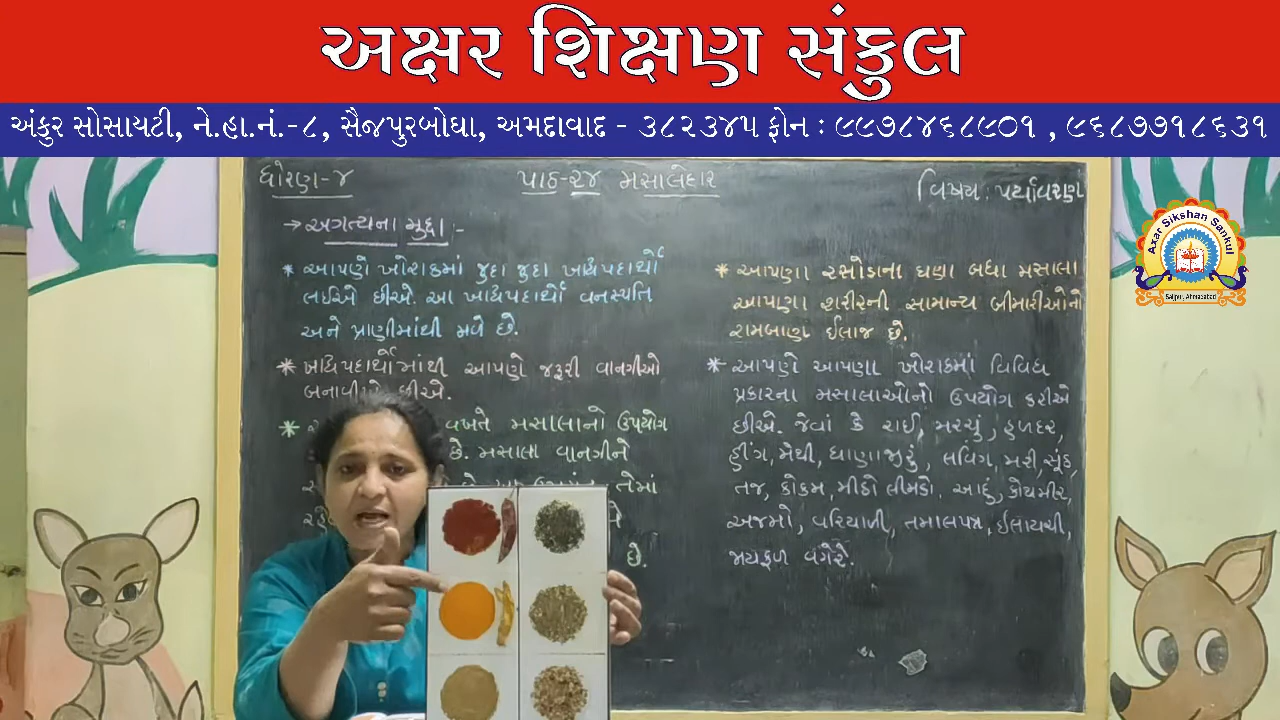 અક્ષર શિક્ષણ સંકુલ
અંકુર સોસાયટી, ને.હા.નં.-૮, સૈજપુરબોઘા, અમદાવાદ - ૩૮૨૩૪૫ ફોન : ૯૯૭૮૪૬૮૯૦૧ , ૯૬૮૭૭૧૮૬૩૧
ધોરણ-૪
પાઠ-૨૪ મસાલેદાર
વિષય: પર્યાવરણ
→ અગત્યના મુદ્દા :-
* આપણે ખોરાકમાં જુદા જુદા ખાદ્યપદાર્થો
લઈએ છીએ. આ ખાદ્યપદાર્થો વનસ્પતિ
અને પ્રાણીમાંથી મળે છે.
* ખાદ્યપદાર્થોમાંથી આપણે જરૂરી વાનગીઓ
છીએ.
* વખતે મસાલાનો ઉપયોગ
છે. મસાલા વાનગીને
તેમાં
છે.
* આપણા રસોડાના ઘણા બધા મસાલા
આપણા શરીરની સામાન્ય બીમારીઓનો
રામબાણ ઈલાજ છે.
* આપણે આપણા ખોરાકમાં વિવિધ
પ્રકારના મસાલાઓનો ઉપયોગ કરીએ
છીએ. જેવાં કે રાઈ, મરચું, હળદર,
હીંગ, મેથી, ધાણાજીરું, લવિંગ, મરી, સૂંઠ,
તજ, કોકમ, મીઠો લીમડો. આદું, કોથમીર,
અજમો, વરિયાળી, તમાલપત્ર, ઈલાયચી,
જાયફળ વગેરે.
Axar Sikshan Sankul
Saijpur, Ahmedabad